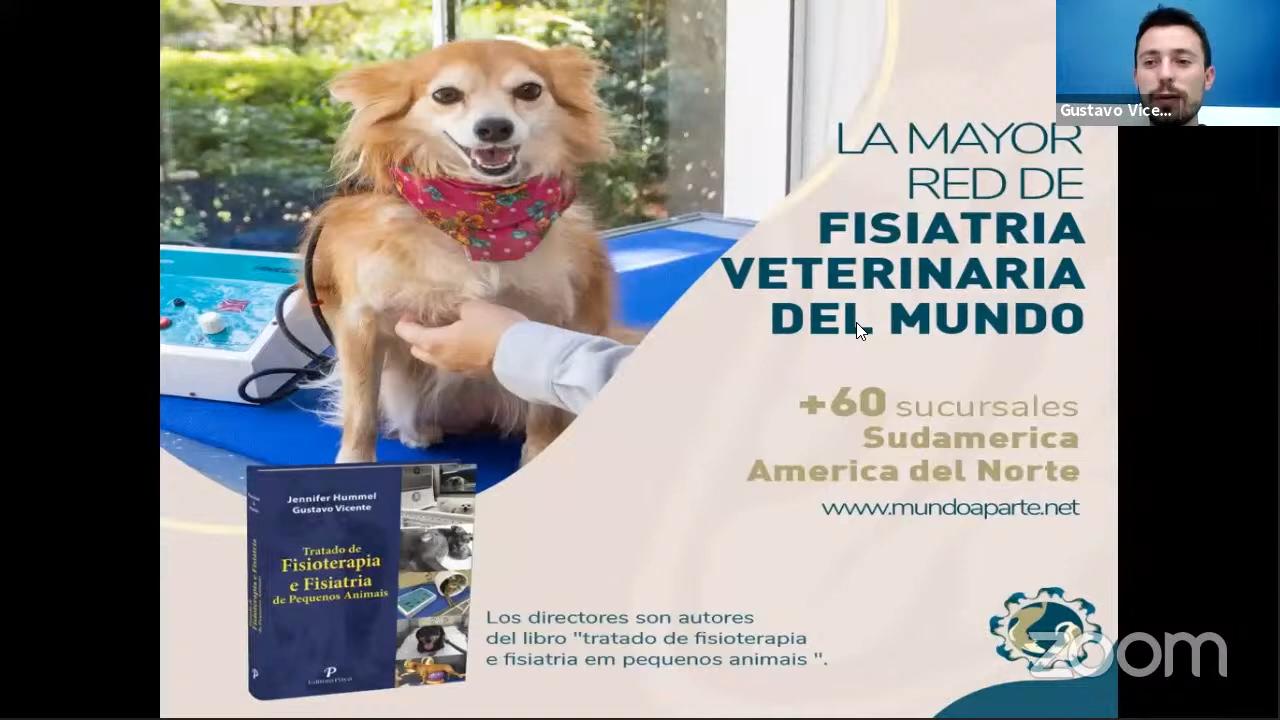 Gustavo Vice...
LA MAYOR
RED DE
FISIATRIA
VETERINARIA
DEL MUNDO
+60 sucursales
Sudamerica
America del Norte
www.mundoaparte.net
Jennifer Hummel
Gustavo Vicente
Tratado de
Fisioterapia
e Fisiatria
de Pequenos Animais
Los directores son autores
del libro "tratado de fisioterapia
e fisiatria em pequenos animais ".
zoom